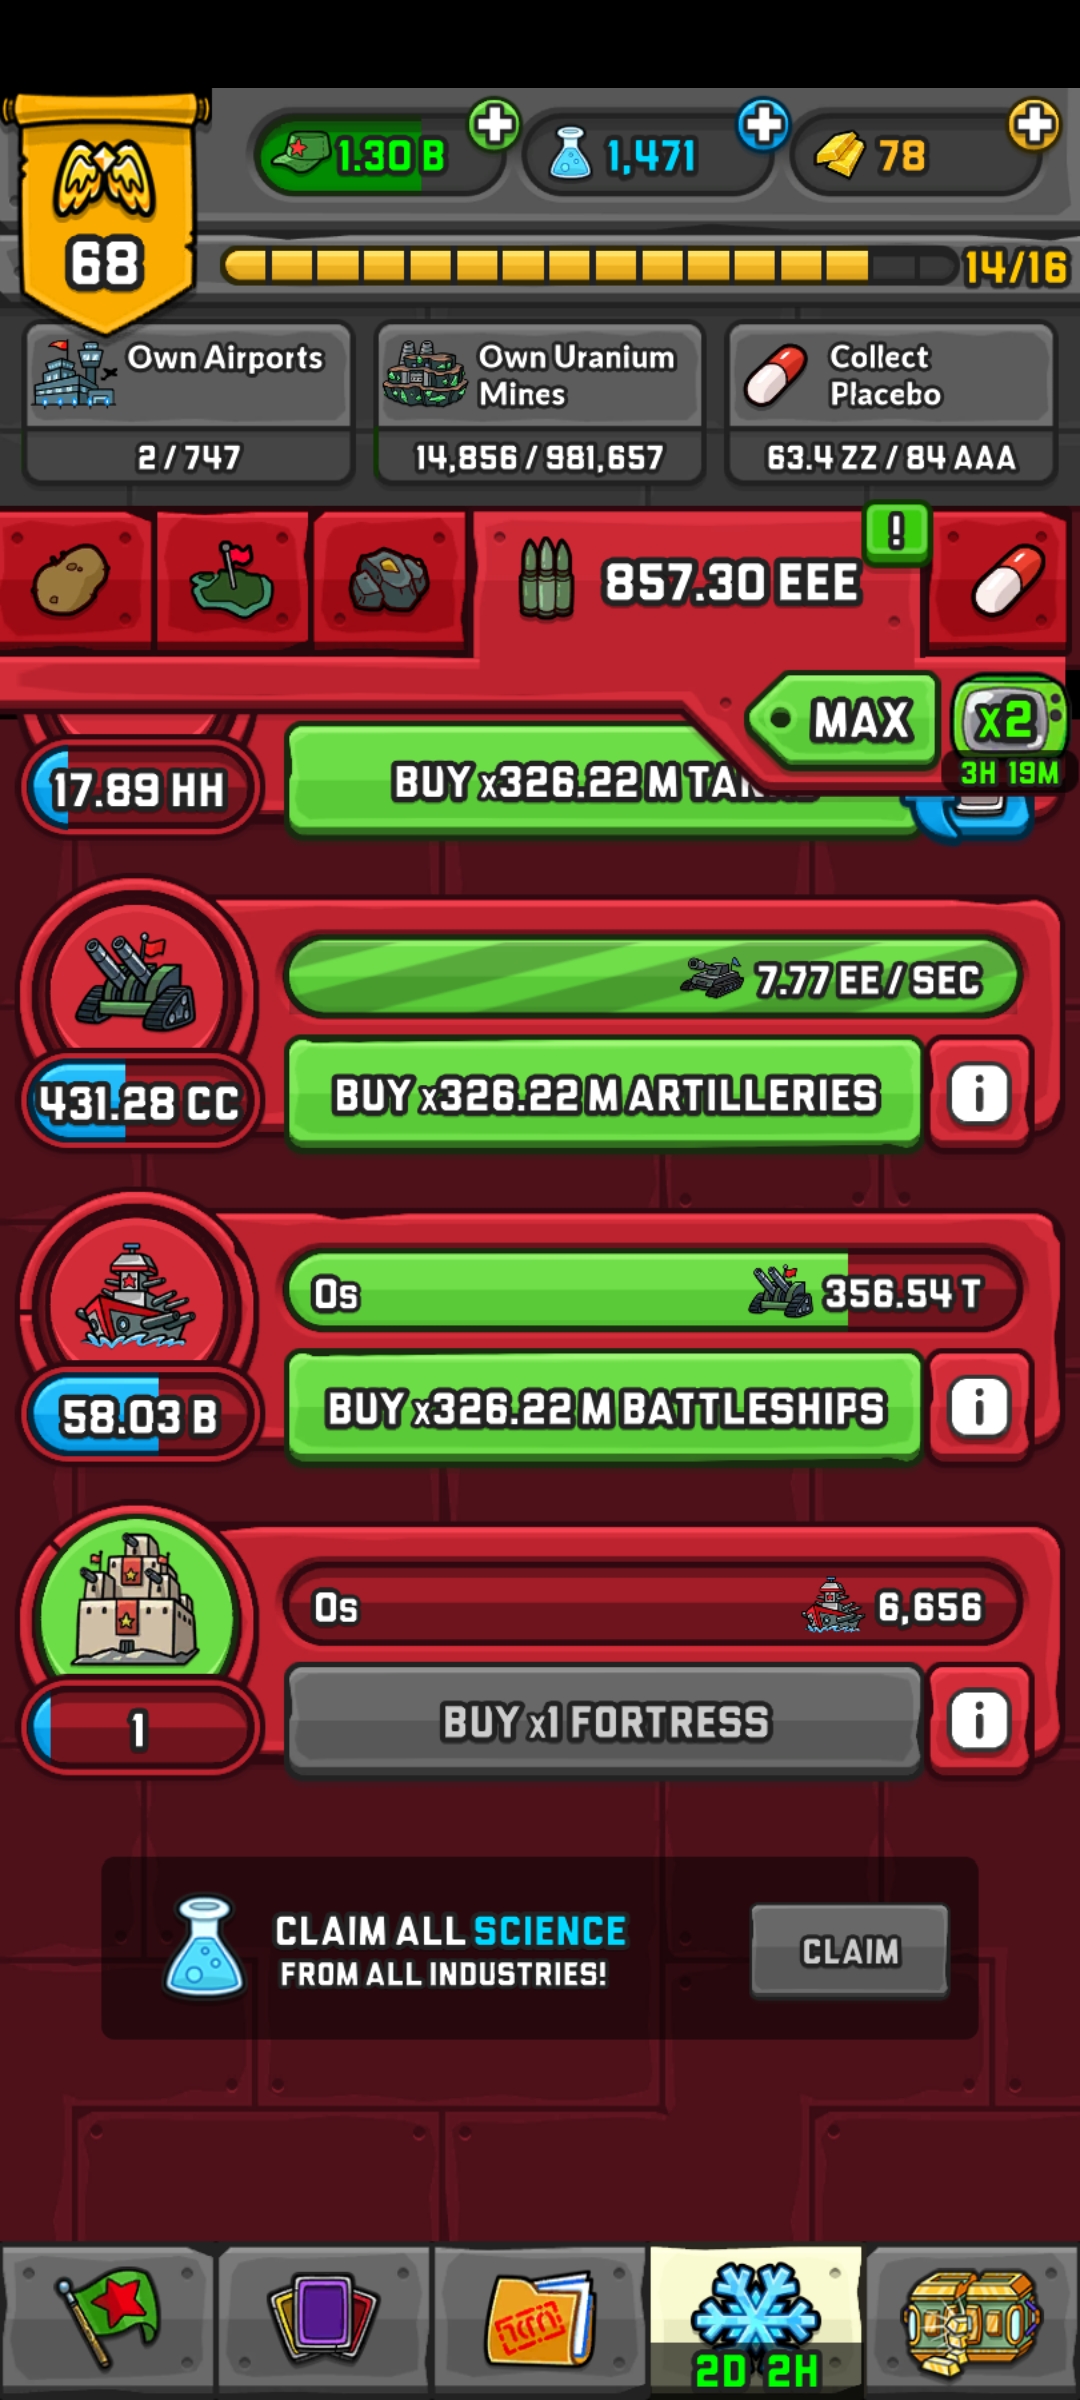 1.30 B
1,471
78
68
14/16
Own Airports
2 / 747
Own Uranium
Mines
14,856 / 981,657
Collect
Placebo
63.4 ZZ / 84 AAA
857.30 EEE
!
MAX
x2
3H 19M
17.89 HH
BUY x326.22 M
7.77 EE / SEC
431.28 CC
BUY x326.22 M ARTILLERIES
i
0s
356.54 T
58.03 B
BUY x326.22 M BATTLESHIPS
i
0s
6,656
1
BUY x1 FORTRESS
i
CLAIM ALL SCIENCE
FROM ALL INDUSTRIES!
CLAIM
2D 2H